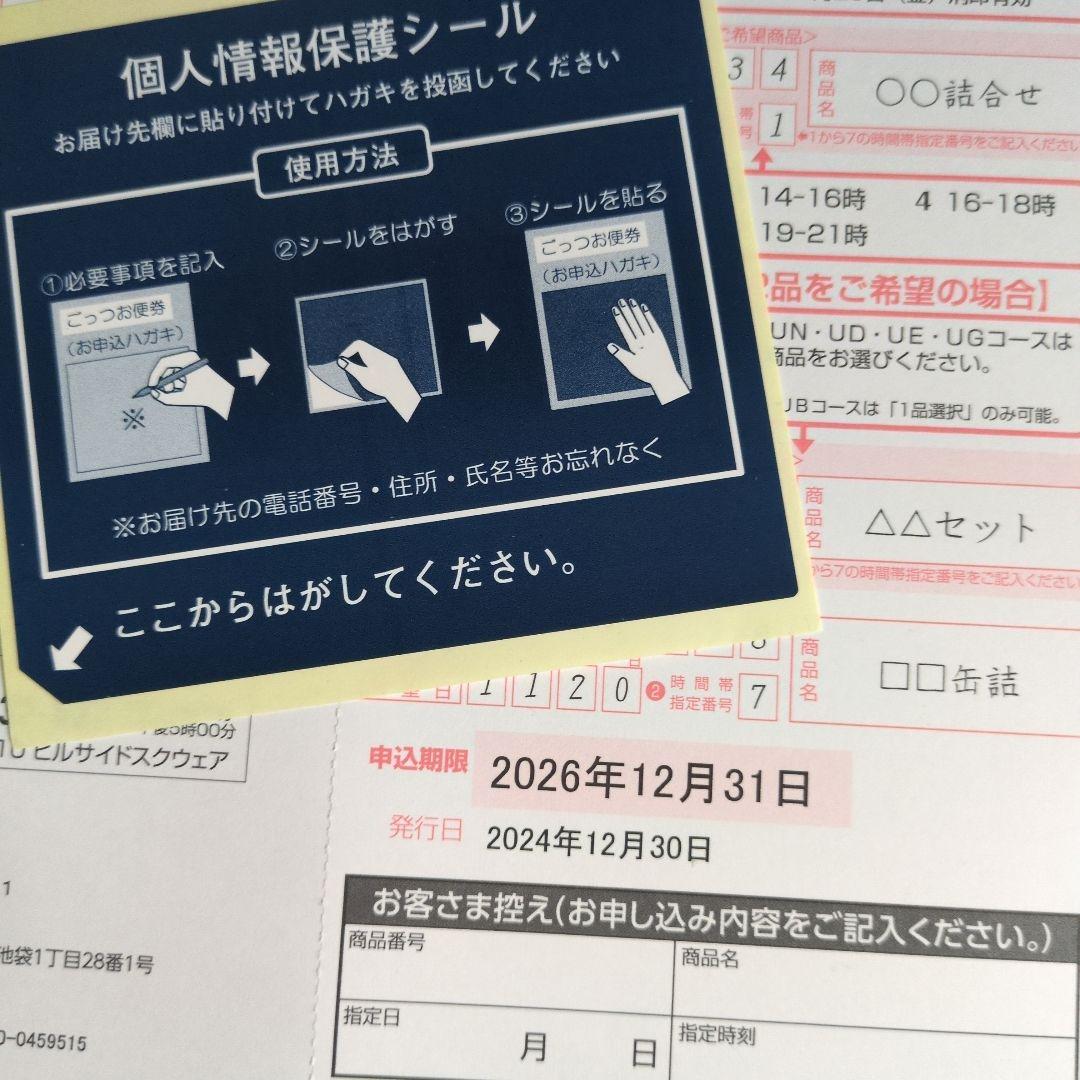 個人情報保護シール
お届け先欄に貼り付けてハガキを投函してください
使用方法
①必要事項を記入
②シールをはがす
③シールを貼る
ごっつお便券
(お申込ハガキ)
※
ごっつお便券
(お申込ハガキ)
※お届け先の電話番号・住所・氏名等お忘れなく
ここからはがしてください。
ご希望商品>
3 4
商品名
○○詰合せ
1
1から7の時間帯指定番号をご記入ください
14-16時 4 16-18時
19-21時
品をご希望の場合】
UN・UD・UE・UGコースは
商品をお選びください。
UBコースは「1品選択」のみ可能。
商品名
△△セット
から7の時間帯指定番号をご記入ください
商品名
□□缶詰
日 1 1 2 0 ❷ 時間帯指定番号 7
申込期限 2026年12月31日
発行日 2024年12月30日
お客さま控え(お申し込み内容をご記入ください。)
商品番号
商品名
指定日
月 日
指定時刻
後5時00分
ヒルサイドスクウェア
1
池袋1丁目28番1号
0-0459515